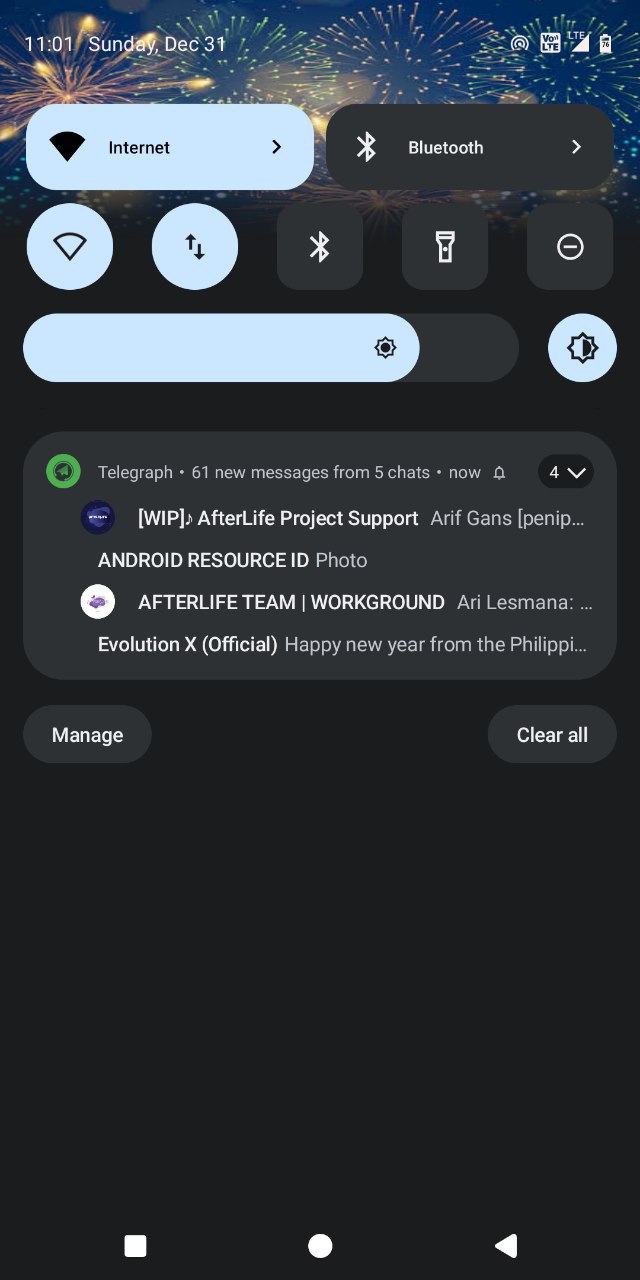 11:01 Sunday, Dec 31
Vo)) LTE LTE 76
Internet
Bluetooth
Telegraph • 61 new messages from 5 chats • now
4
[WIP]♪ AfterLife Project Support Arif Gans [penip…
ANDROID RESOURCE ID Photo
AFTERLIFE TEAM | WORKGROUND Ari Lesmana: …
Evolution X (Official) Happy new year from the Philippi…
Manage
Clear all